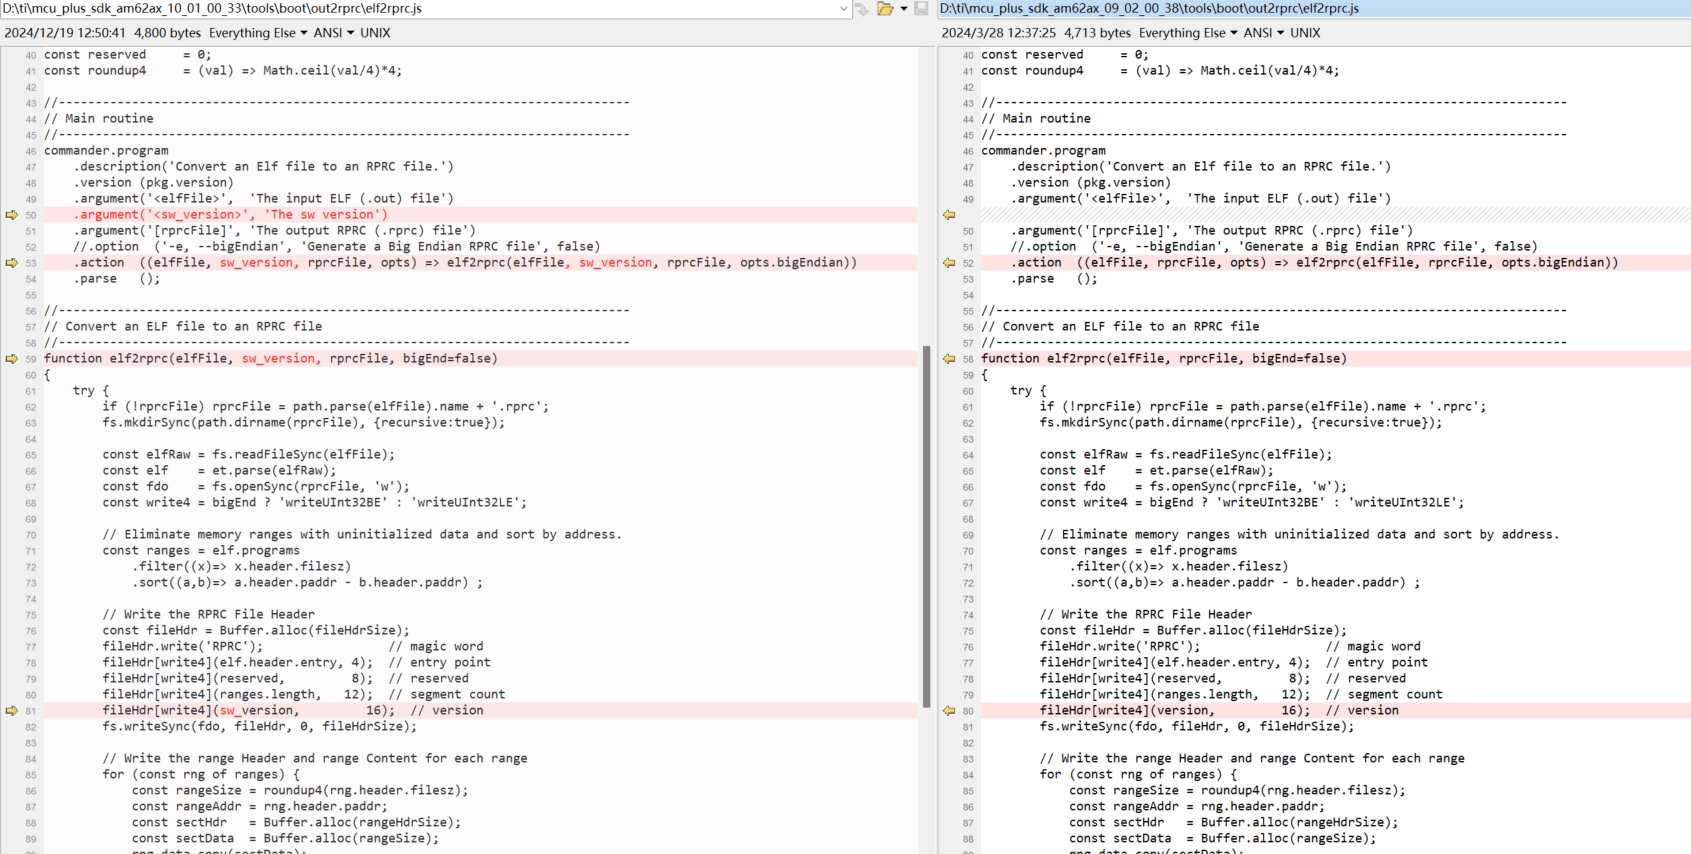 D:\ti\mcu_plus_sdk_am62ax_10_01_00_33\tools\boot\out2rprc\elf2rprc.js
2024/12/19 12:50:41 4,800 bytes Everything Else ANSI UNIX
40 const reserved = 0;
41 const roundup4 = (val) => Math.ceil(val/4)*4;
42
43 //------------------------------------------------------------------------------
44 // Main routine
45 //------------------------------------------------------------------------------
46 commander.program
47 .description('Convert an Elf file to an RPRC file.')
48 .version (pkg.version)
49 .argument('<elfFile>', 'The input ELF (.out) file')
50 .argument('<sw_version>', 'The sw version')
51 .argument('[rprcFile]', 'The output RPRC (.rprc) file')
52 //.option ('-e, --bigEndian', 'Generate a Big Endian RPRC file', false)
53 .action ((elfFile, sw_version, rprcFile, opts) => elf2rprc(elfFile, sw_version, rprcFile, opts.bigEndian))
54 .parse ();
55
56 //------------------------------------------------------------------------------
57 // Convert an ELF file to an RPRC file
58 //------------------------------------------------------------------------------
59 function elf2rprc(elfFile, sw_version, rprcFile, bigEnd=false)
60 {
61 try {
62 if (!rprcFile) rprcFile = path.parse(elfFile).name + '.rprc';
63 fs.mkdirSync(path.dirname(rprcFile), {recursive:true});
64
65 const elfRaw = fs.readFileSync(elfFile);
66 const elf = et.parse(elfRaw);
67 const fdo = fs.openSync(rprcFile, 'w');
68 const write4 = bigEnd ? 'writeUInt32BE' : 'writeUInt32LE';
69
70 // Eliminate memory ranges with uninitialized data and sort by address.
71 const ranges = elf.programs
72 .filter((x)=> x.header.filesz)
73 .sort((a,b)=> a.header.paddr - b.header.paddr) ;
74
75 // Write the RPRC File Header
76 const fileHdr = Buffer.alloc(fileHdrSize);
77 fileHdr.write('RPRC'); // magic word
78 fileHdr[write4](elf.header.entry, 4); // entry point
79 fileHdr[write4](reserved, 8); // reserved
80 fileHdr[write4](ranges.length, 12); // segment count
81 fileHdr[write4](sw_version, 16); // version
82 fs.writeSync(fdo, fileHdr, 0, fileHdrSize);
83
84 // Write the range Header and range Content for each range
85 for (const rng of ranges) {
86 const rangeSize = roundup4(rng.header.filesz);
87 const rangeAddr = rng.header.paddr;
88 const sectHdr = Buffer.alloc(rangeHdrSize);
89 const sectData = Buffer.alloc(rangeSize);
D:\ti\mcu_plus_sdk_am62ax_09_02_00_38\tools\boot\out2rprc\elf2rprc.js
2024/3/28 12:37:25 4,713 bytes Everything Else ANSI UNIX
40 const reserved = 0;
41 const roundup4 = (val) => Math.ceil(val/4)*4;
42
43 //------------------------------------------------------------------------------
44 // Main routine
45 //------------------------------------------------------------------------------
46 commander.program
47 .description('Convert an Elf file to an RPRC file.')
48 .version (pkg.version)
49 .argument('<elfFile>', 'The input ELF (.out) file')
50 .argument('[rprcFile]', 'The output RPRC (.rprc) file')
51 //.option ('-e, --bigEndian', 'Generate a Big Endian RPRC file', false)
52 .action ((elfFile, rprcFile, opts) => elf2rprc(elfFile, rprcFile, opts.bigEndian))
53 .parse ();
54
55 //------------------------------------------------------------------------------
56 // Convert an ELF file to an RPRC file
57 //------------------------------------------------------------------------------
58 function elf2rprc(elfFile, rprcFile, bigEnd=false)
59 {
60 try {
61 if (!rprcFile) rprcFile = path.parse(elfFile).name + '.rprc';
62 fs.mkdirSync(path.dirname(rprcFile), {recursive:true});
63
64 const elfRaw = fs.readFileSync(elfFile);
65 const elf = et.parse(elfRaw);
66 const fdo = fs.openSync(rprcFile, 'w');
67 const write4 = bigEnd ? 'writeUInt32BE' : 'writeUInt32LE';
68
69 // Eliminate memory ranges with uninitialized data and sort by address.
70 const ranges = elf.programs
71 .filter((x)=> x.header.filesz)
72 .sort((a,b)=> a.header.paddr - b.header.paddr) ;
73
74 // Write the RPRC File Header
75 const fileHdr = Buffer.alloc(fileHdrSize);
76 fileHdr.write('RPRC'); // magic word
77 fileHdr[write4](elf.header.entry, 4); // entry point
78 fileHdr[write4](reserved, 8); // reserved
79 fileHdr[write4](ranges.length, 12); // segment count
80 fileHdr[write4](version, 16); // version
81 fs.writeSync(fdo, fileHdr, 0, fileHdrSize);
82
83 // Write the range Header and range Content for each range
84 for (const rng of ranges) {
85 const rangeSize = roundup4(rng.header.filesz);
86 const rangeAddr = rng.header.paddr;
87 const sectHdr = Buffer.alloc(rangeHdrSize);
88 const sectData = Buffer.alloc(rangeSize);